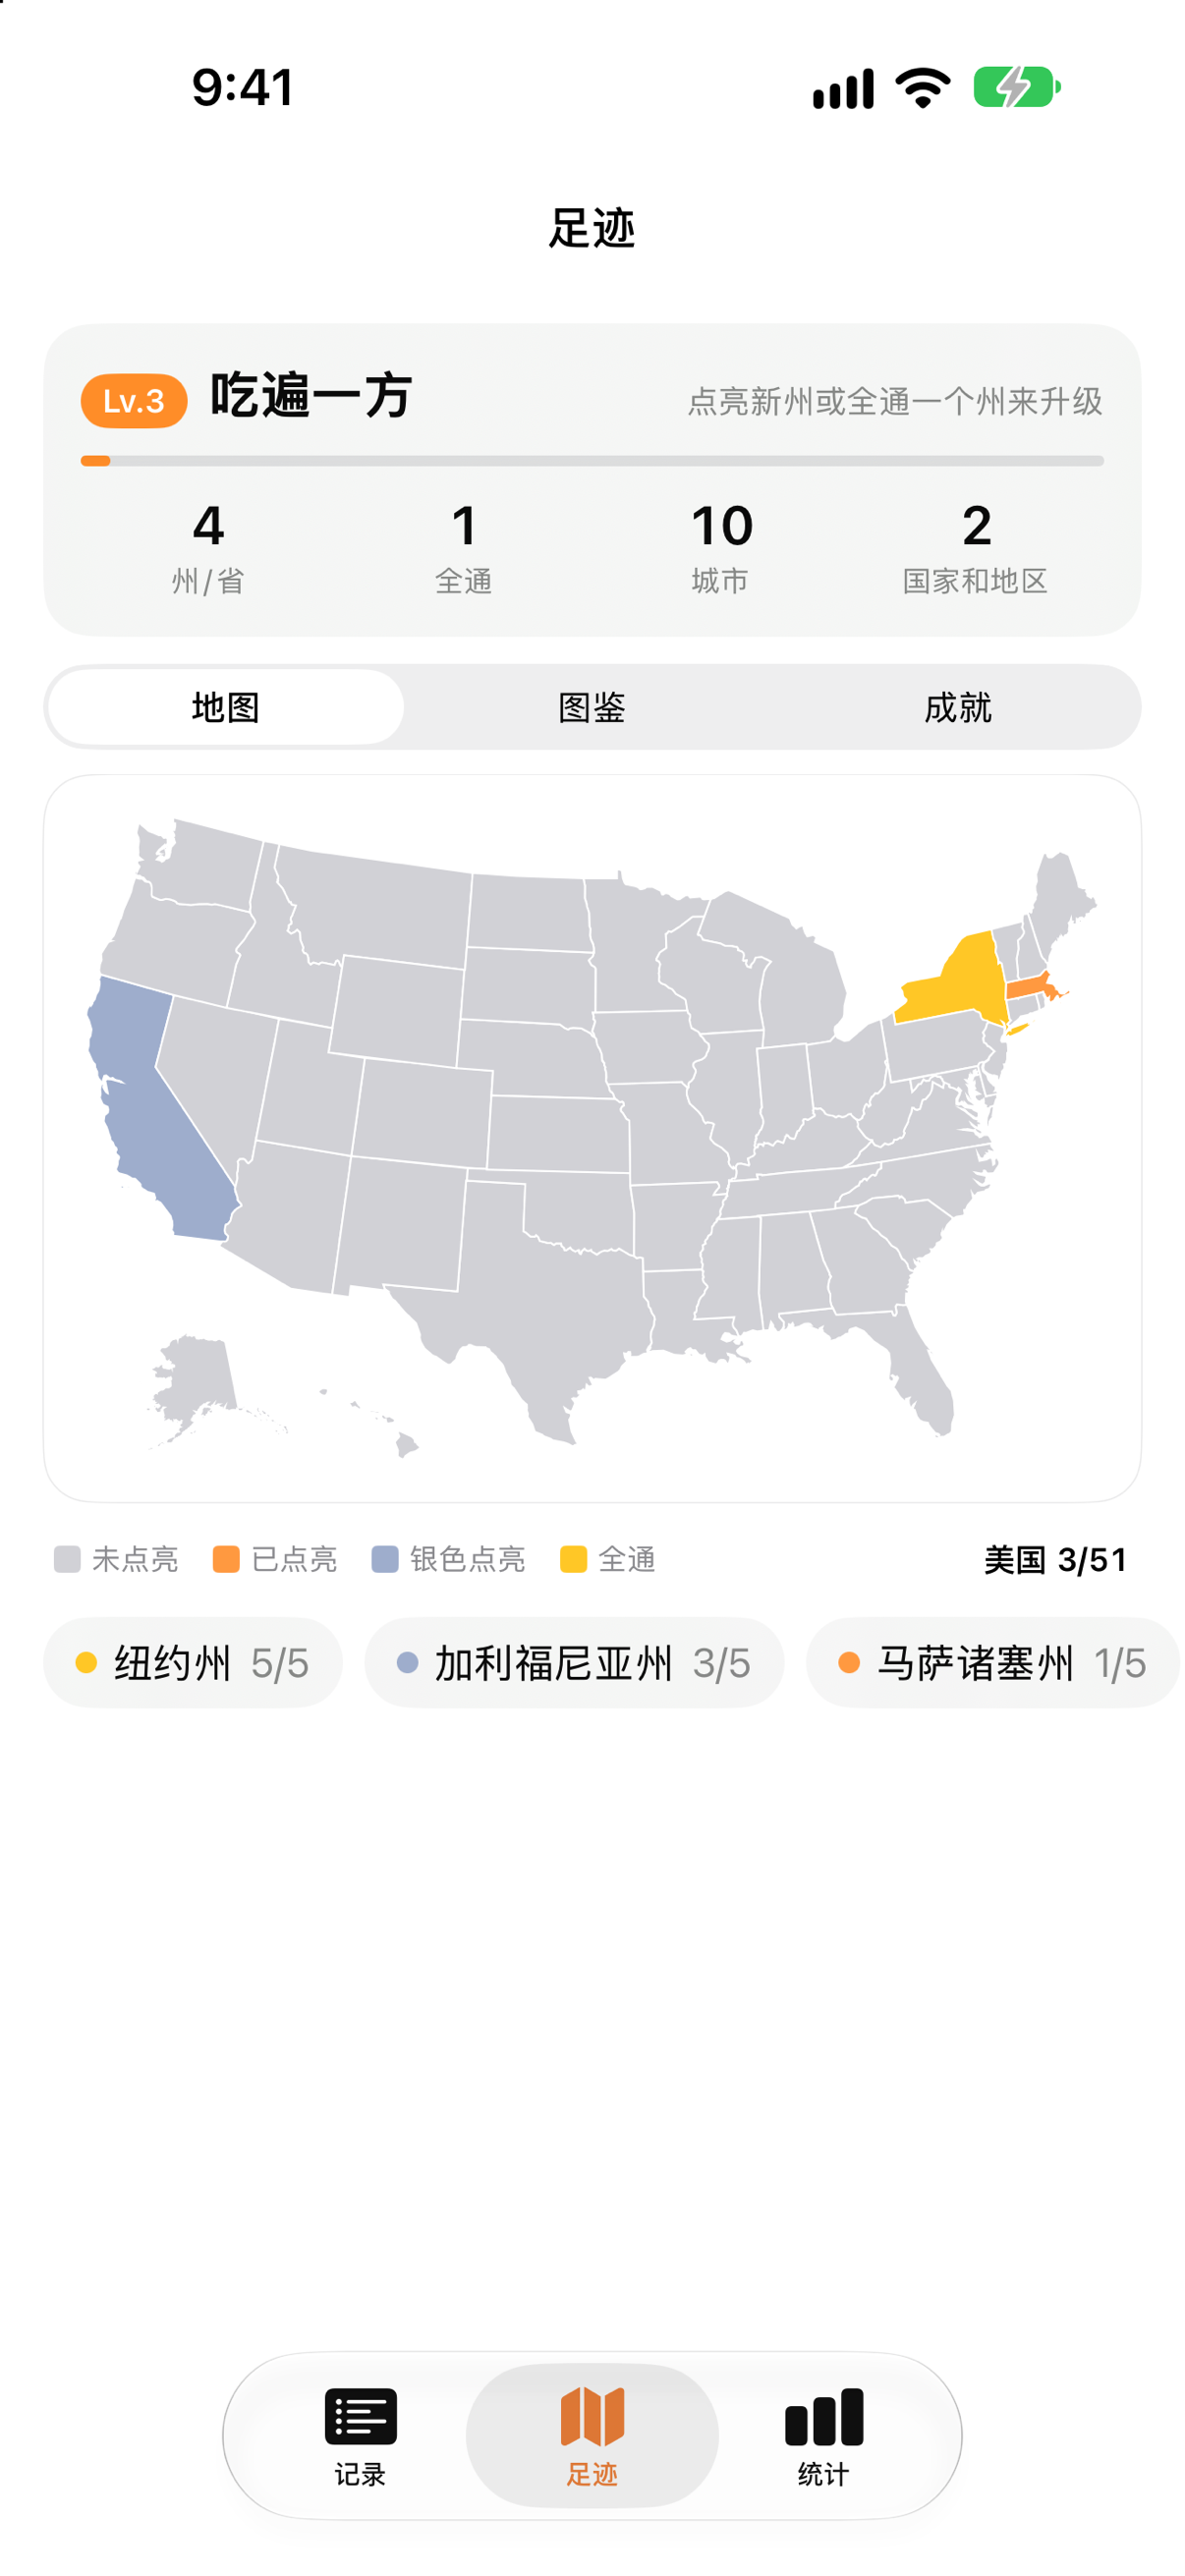 9:41
足迹
Lv.3 吃遍一方 点亮新州或全通一个州来升级
4 1 10 2
州/省 全通 城市 国家和地区
地图 图鉴 成就
未点亮 已点亮 银色点亮 全通 美国 3/51
纽约州 5/5 加利福尼亚州 3/5 马萨诸塞州 1/5
记录 足迹 统计